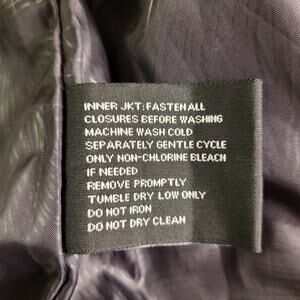 INNER JKT: FASTEN ALL
CLOSURES BEFORE WASHING
MACHINE WASH COLD
SEPARATELY GENTLE CYCLE
ONLY NON-CHLORINE BLEACH
IF NEEDED
REMOVE PROMPTLY
TUMBLE DRY LOW ONLY
DO NOT IRON
DO NOT DRY CLEAN